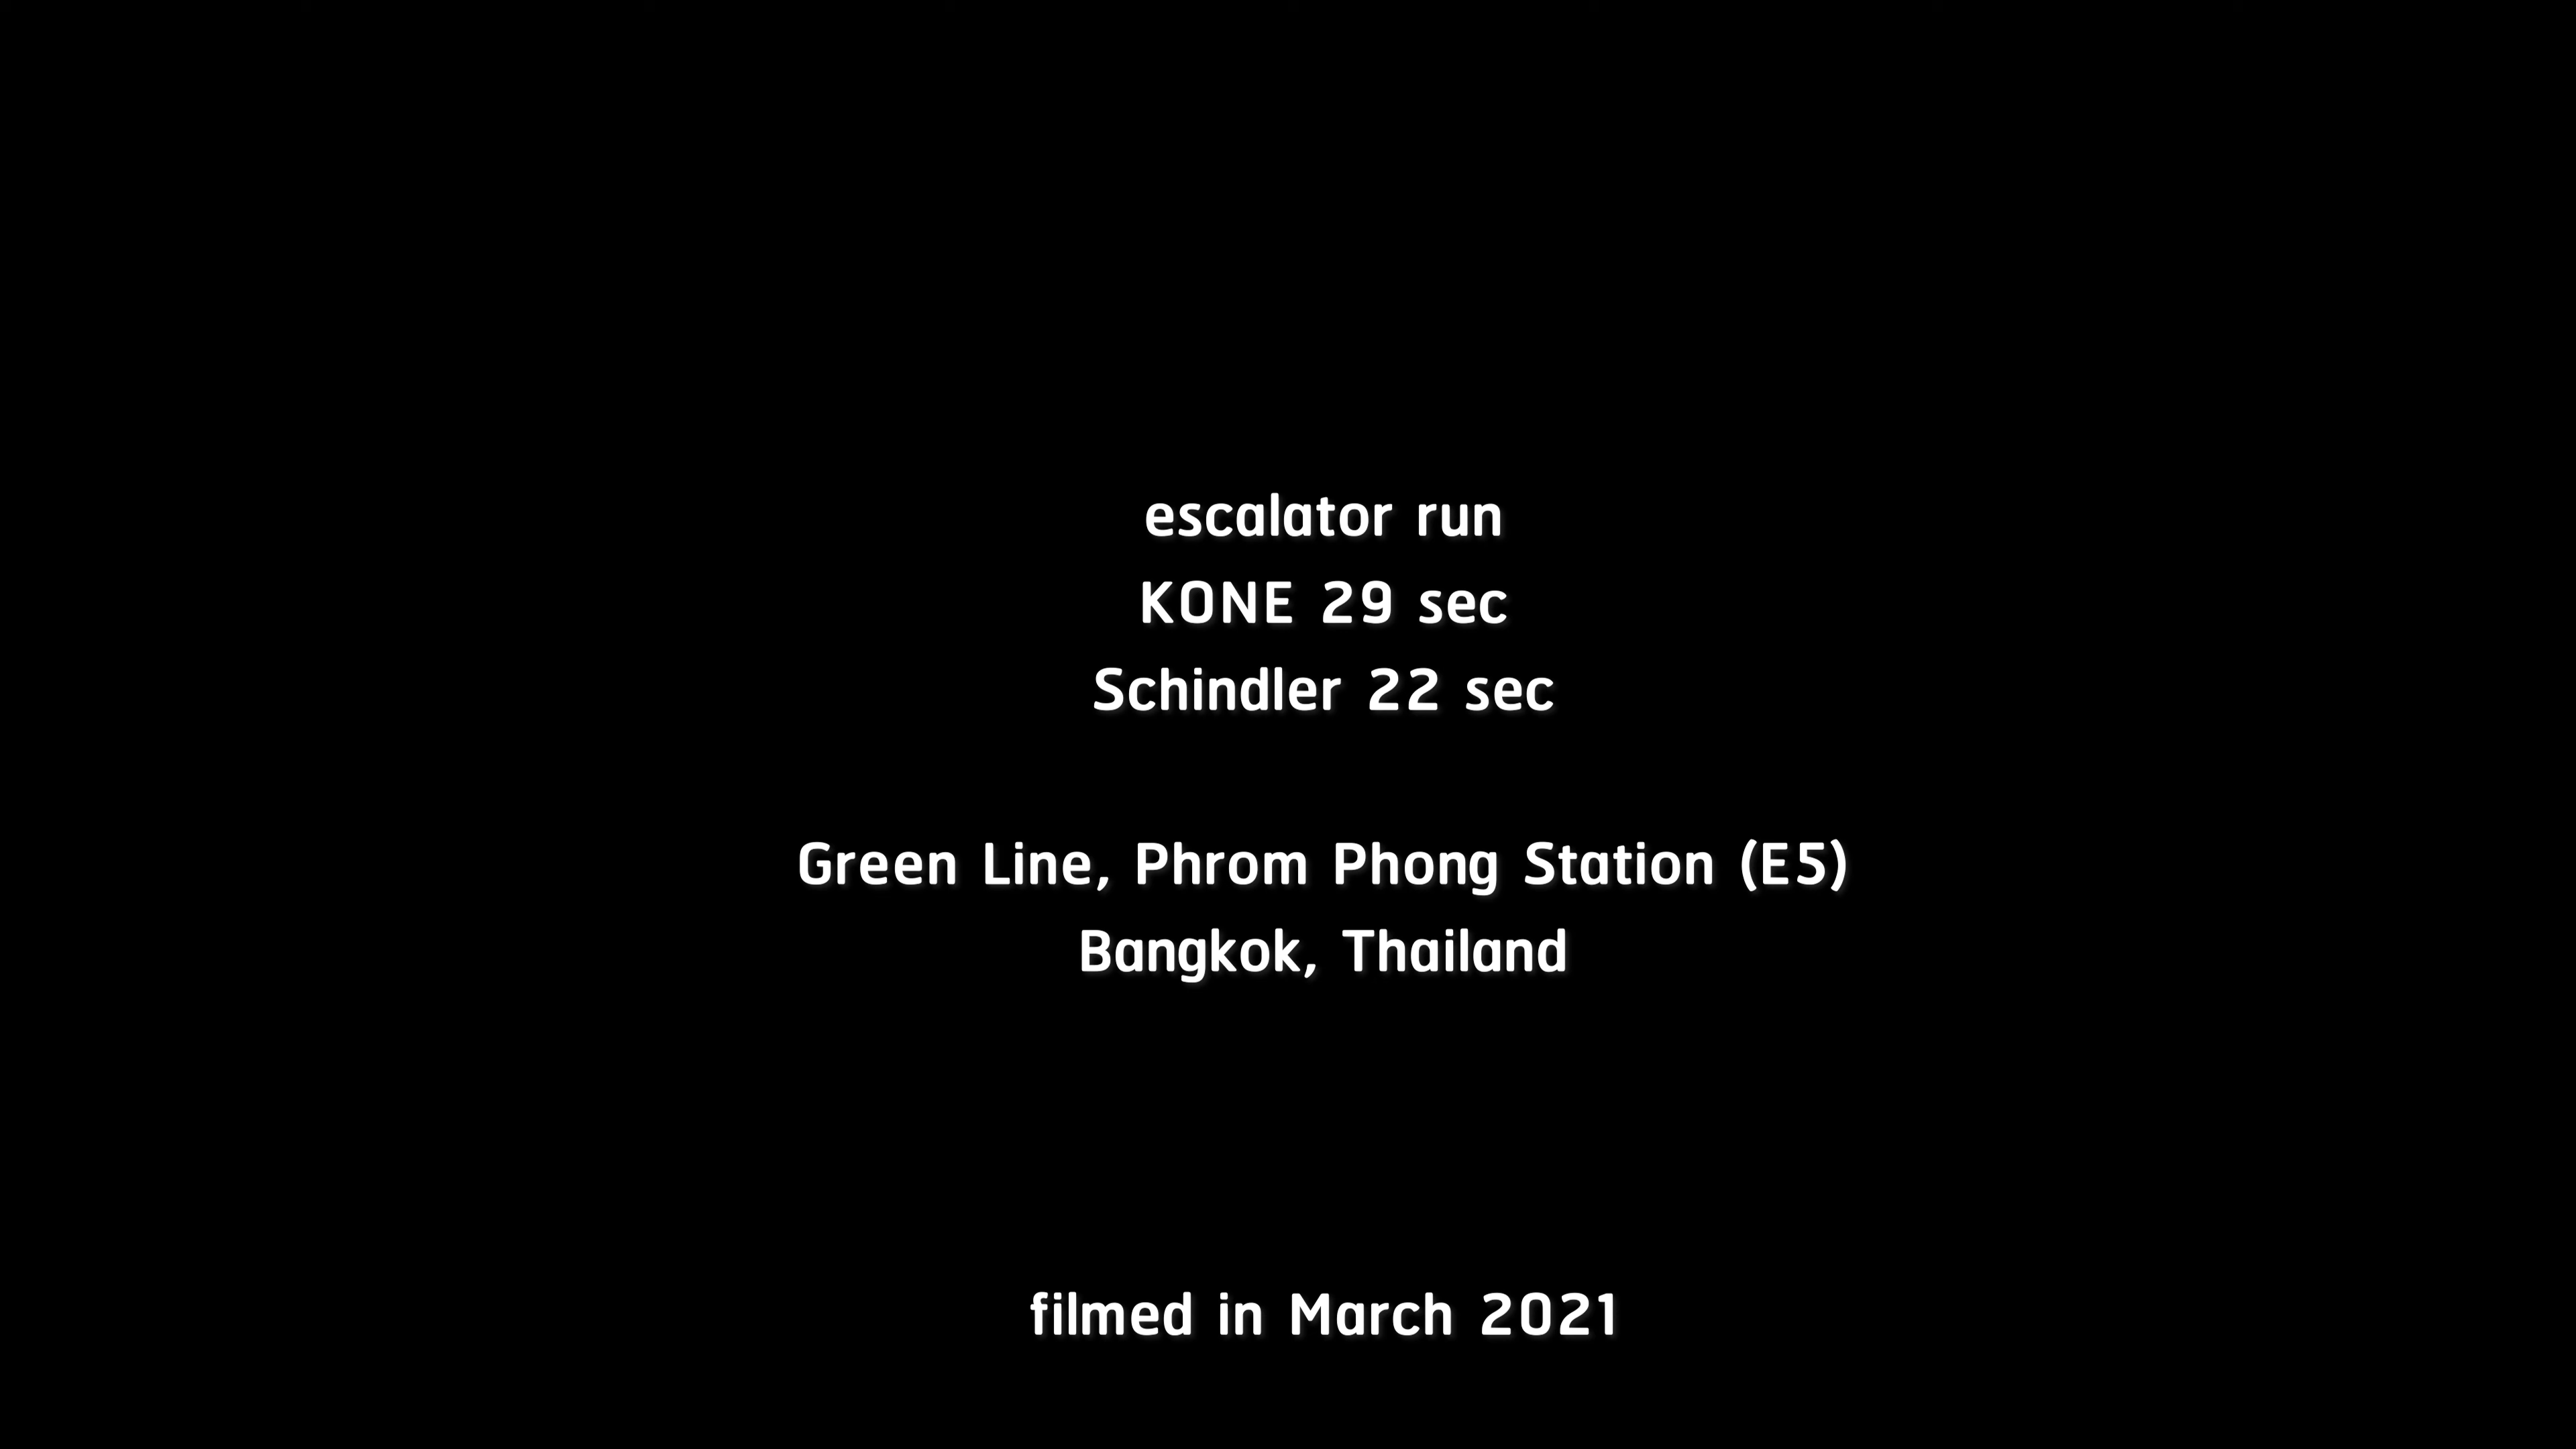 escalator run
KONE 29 sec
Schindler 22 sec
Green Line, Phrom Phong Station (E5)
Bangkok, Thailand
filmed in March 2021